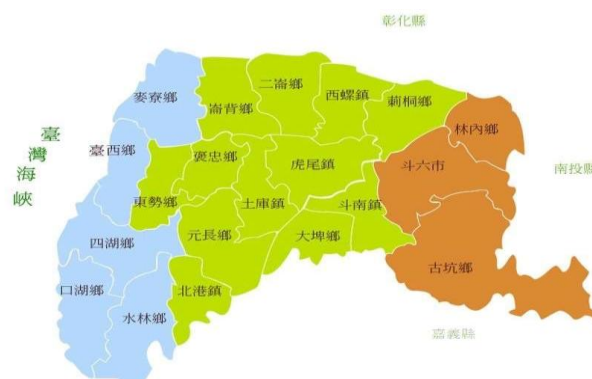 彰化縣
二崙鄉
麥寮鄉
西螺鎮
莿桐鄉
崙背鄉
林內鄉
臺灣海峽
臺西鄉
褒忠鄉
虎尾鎮
斗六市
南投縣
東勢鄉
土庫鎮
斗南鎮
元長鄉
大埤鄉
四湖鄉
古坑鄉
口湖鄉
北港鎮
水林鄉
嘉義縣